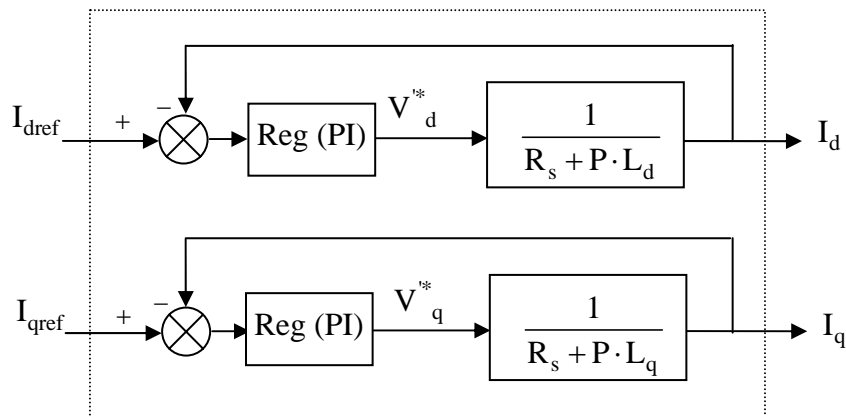 I_dref + − Reg (PI) V'*_d 1 / (R_s + P · L_d) I_d
I_qref + − Reg (PI) V'*_q 1 / (R_s + P · L_q) I_q